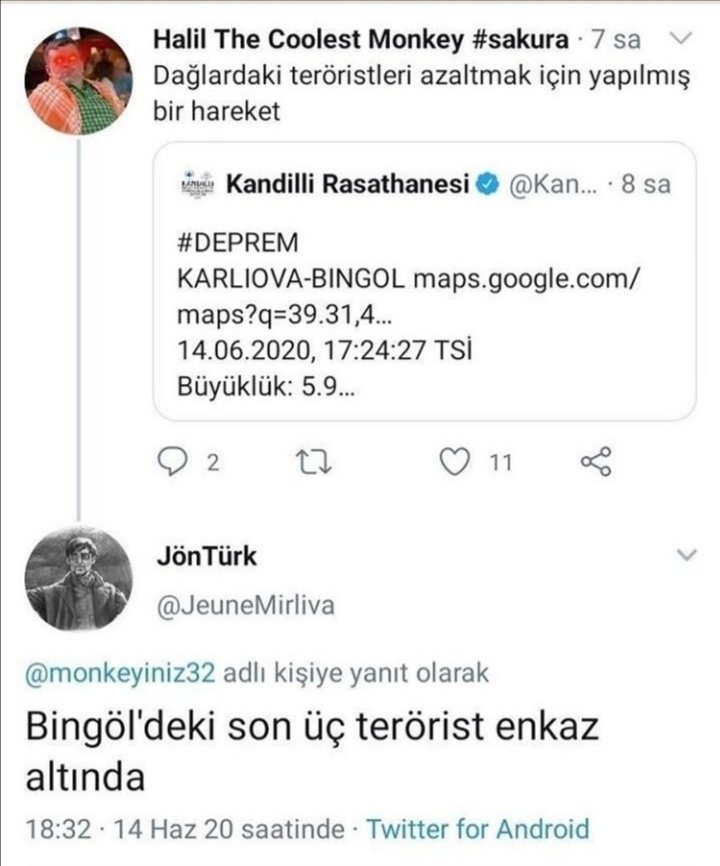 Halil The Coolest Monkey #sakura · 7 sa
Dağlardaki teröristleri azaltmak için yapılmış
bir hareket
KANDİLLİ
Kandilli Rasathanesi @Kan... · 8 sa
#DEPREM
KARLIOVA-BINGOL maps.google.com/
maps?q=39.31,4...
14.06.2020, 17:24:27 TSİ
Büyüklük: 5.9...
2 11
JönTürk
@JeuneMirliva
@monkeyiniz32 adlı kişiye yanıt olarak
Bingöl'deki son üç terörist enkaz
altında
18:32 · 14 Haz 20 saatinde · Twitter for Android